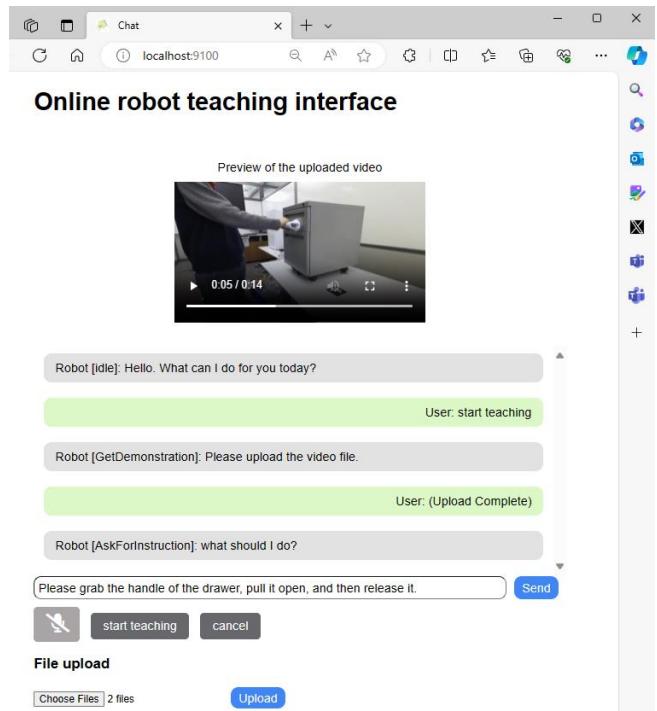 Chat
localhost:9100
Online robot teaching interface
Preview of the uploaded video
0:05 / 0:14
Robot [idle]: Hello. What can I do for you today?
User: start teaching
Robot [GetDemonstration]: Please upload the video file.
User: (Upload Complete)
Robot [AskForInstruction]: what should I do?
Please grab the handle of the drawer, pull it open, and then release it.
Send
start teaching
cancel
File upload
Choose Files 2 files
Upload